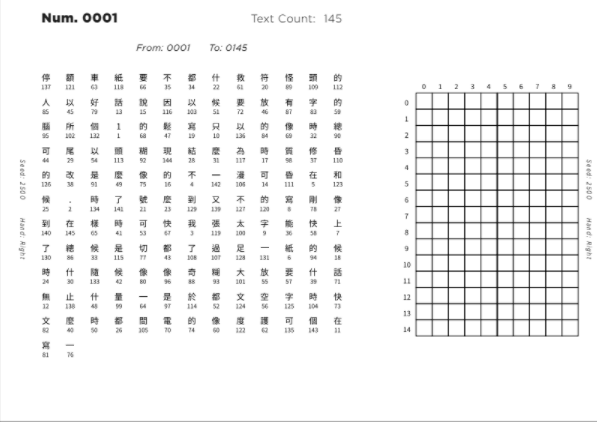 Num. 0001
Text Count: 145
From: 0001 To: 0145
停 額 車 紙 要 不 都 什 救 符 怪 頭 的
137 121 63 118 66 35 34 22 61 20 89 109 112
人 以 好 話 說 因 以 候 要 放 有 字 的
85 45 79 13 15 116 103 51 72 46 87 83 59
腦 所 個 1 的 鬆 寫 只 以 的 像 時 總
95 102 132 1 68 47 19 10 136 84 69 32 90
可 尾 以 頭 糊 現 結 麼 為 時 質 修 昏
44 29 54 113 92 144 28 31 117 17 98 37 110
的 改 是 麼 像 的 不 一 漫 可 昏 在 和
126 38 91 49 75 16 4 142 106 14 111 5 123
候 . 時 了 號 麼 到 又 不 的 寫 剛 像
25 2 134 141 21 23 139 127 120 8 78 27
到 在 樣 時 可 快 我 張 太 字 能 快 上
140 145 65 41 53 67 3 119 100 9 36 58 7
了 總 候 是 切 都 了 過 足 一 紙 的 候
130 86 33 115 77 43 108 107 128 131 6 94 18
時 什 隨 候 像 像 奇 糊 大 放 要 什 話
24 30 133 42 80 96 88 93 101 55 57 39 71
無 止 什 量 一 是 於 都 文 空 字 時 快
12 138 48 99 64 97 114 52 124 56 125 104 73
文 麼 時 都 間 電 的 像 度 護 可 個 在
82 40 50 26 105 70 74 60 122 62 135 143 11
寫 一
81 76
0 1 2 3 4 5 6 7 8 9
0
1
2
3
4
5
6
7
8
9
10
11
12
13
14
Seed: 2500 Hand: Right
Seed: 2500 Hand: Right